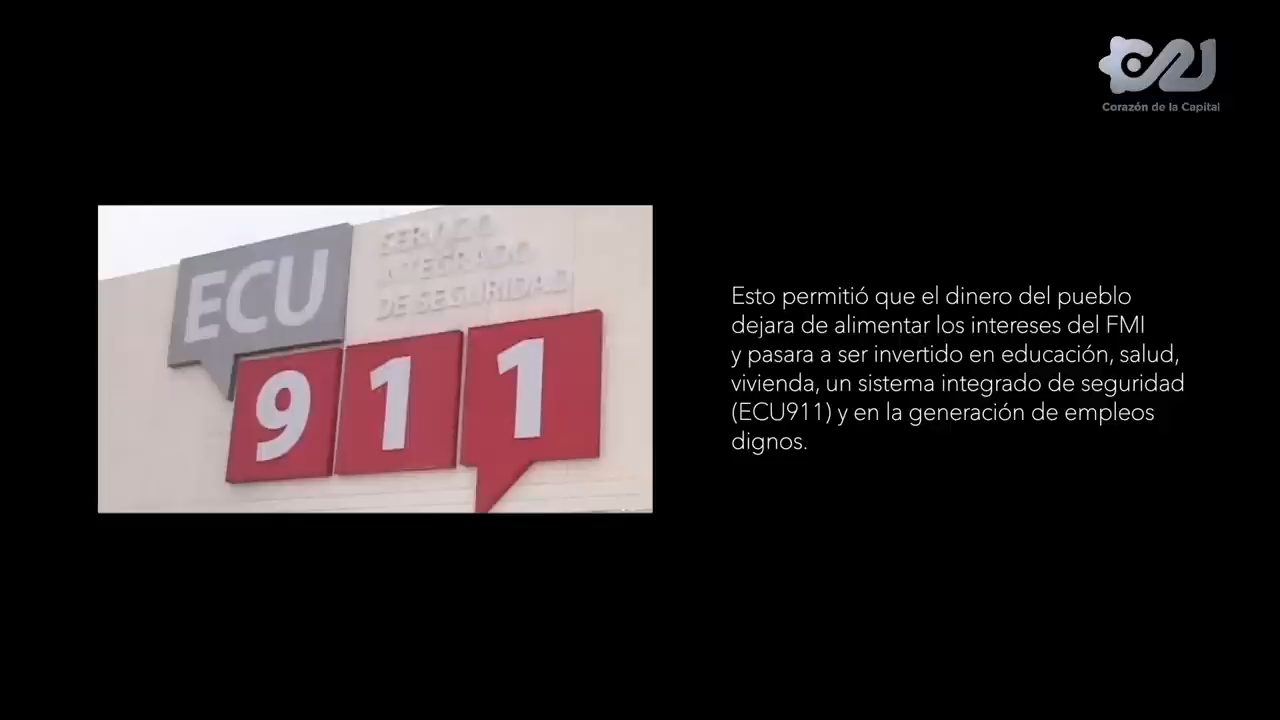 Corazón de la Capital
ECU
SERVICIO
INTEGRADO
DE SEGURIDAD
911
Esto permitió que el dinero del pueblo
dejara de alimentar los intereses del FMI
y pasara a ser invertido en educación, salud,
vivienda, un sistema integrado de seguridad
(ECU911) y en la generación de empleos
dignos.